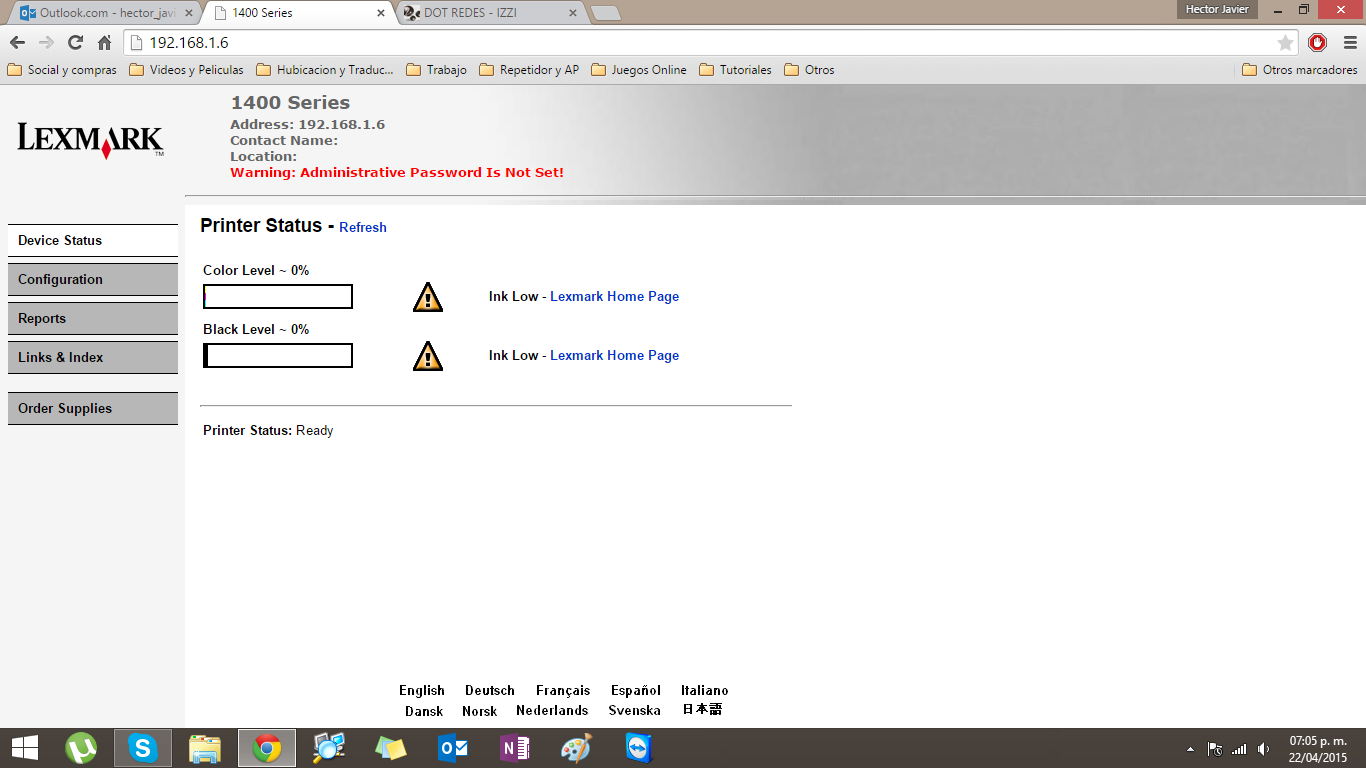 Outlook.com - hector_javi
1400 Series
DOT REDES - IZZI
Hector Javier
192.168.1.6
Social y compras
Videos y Peliculas
Hubicacion y Traduc...
Trabajo
Repetidor y AP
Juegos Online
Tutoriales
Otros
Otros marcadores
LEXMARK™
1400 Series
Address: 192.168.1.6
Contact Name:
Location:
Warning: Administrative Password Is Not Set!
Device Status
Configuration
Reports
Links & Index
Order Supplies
Printer Status - Refresh
Color Level ~ 0%
Ink Low - Lexmark Home Page
Black Level ~ 0%
Ink Low - Lexmark Home Page
Printer Status: Ready
English Deutsch Français Español Italiano
Dansk Norsk Nederlands Svenska 日本語
07:05 p. m.
22/04/2015